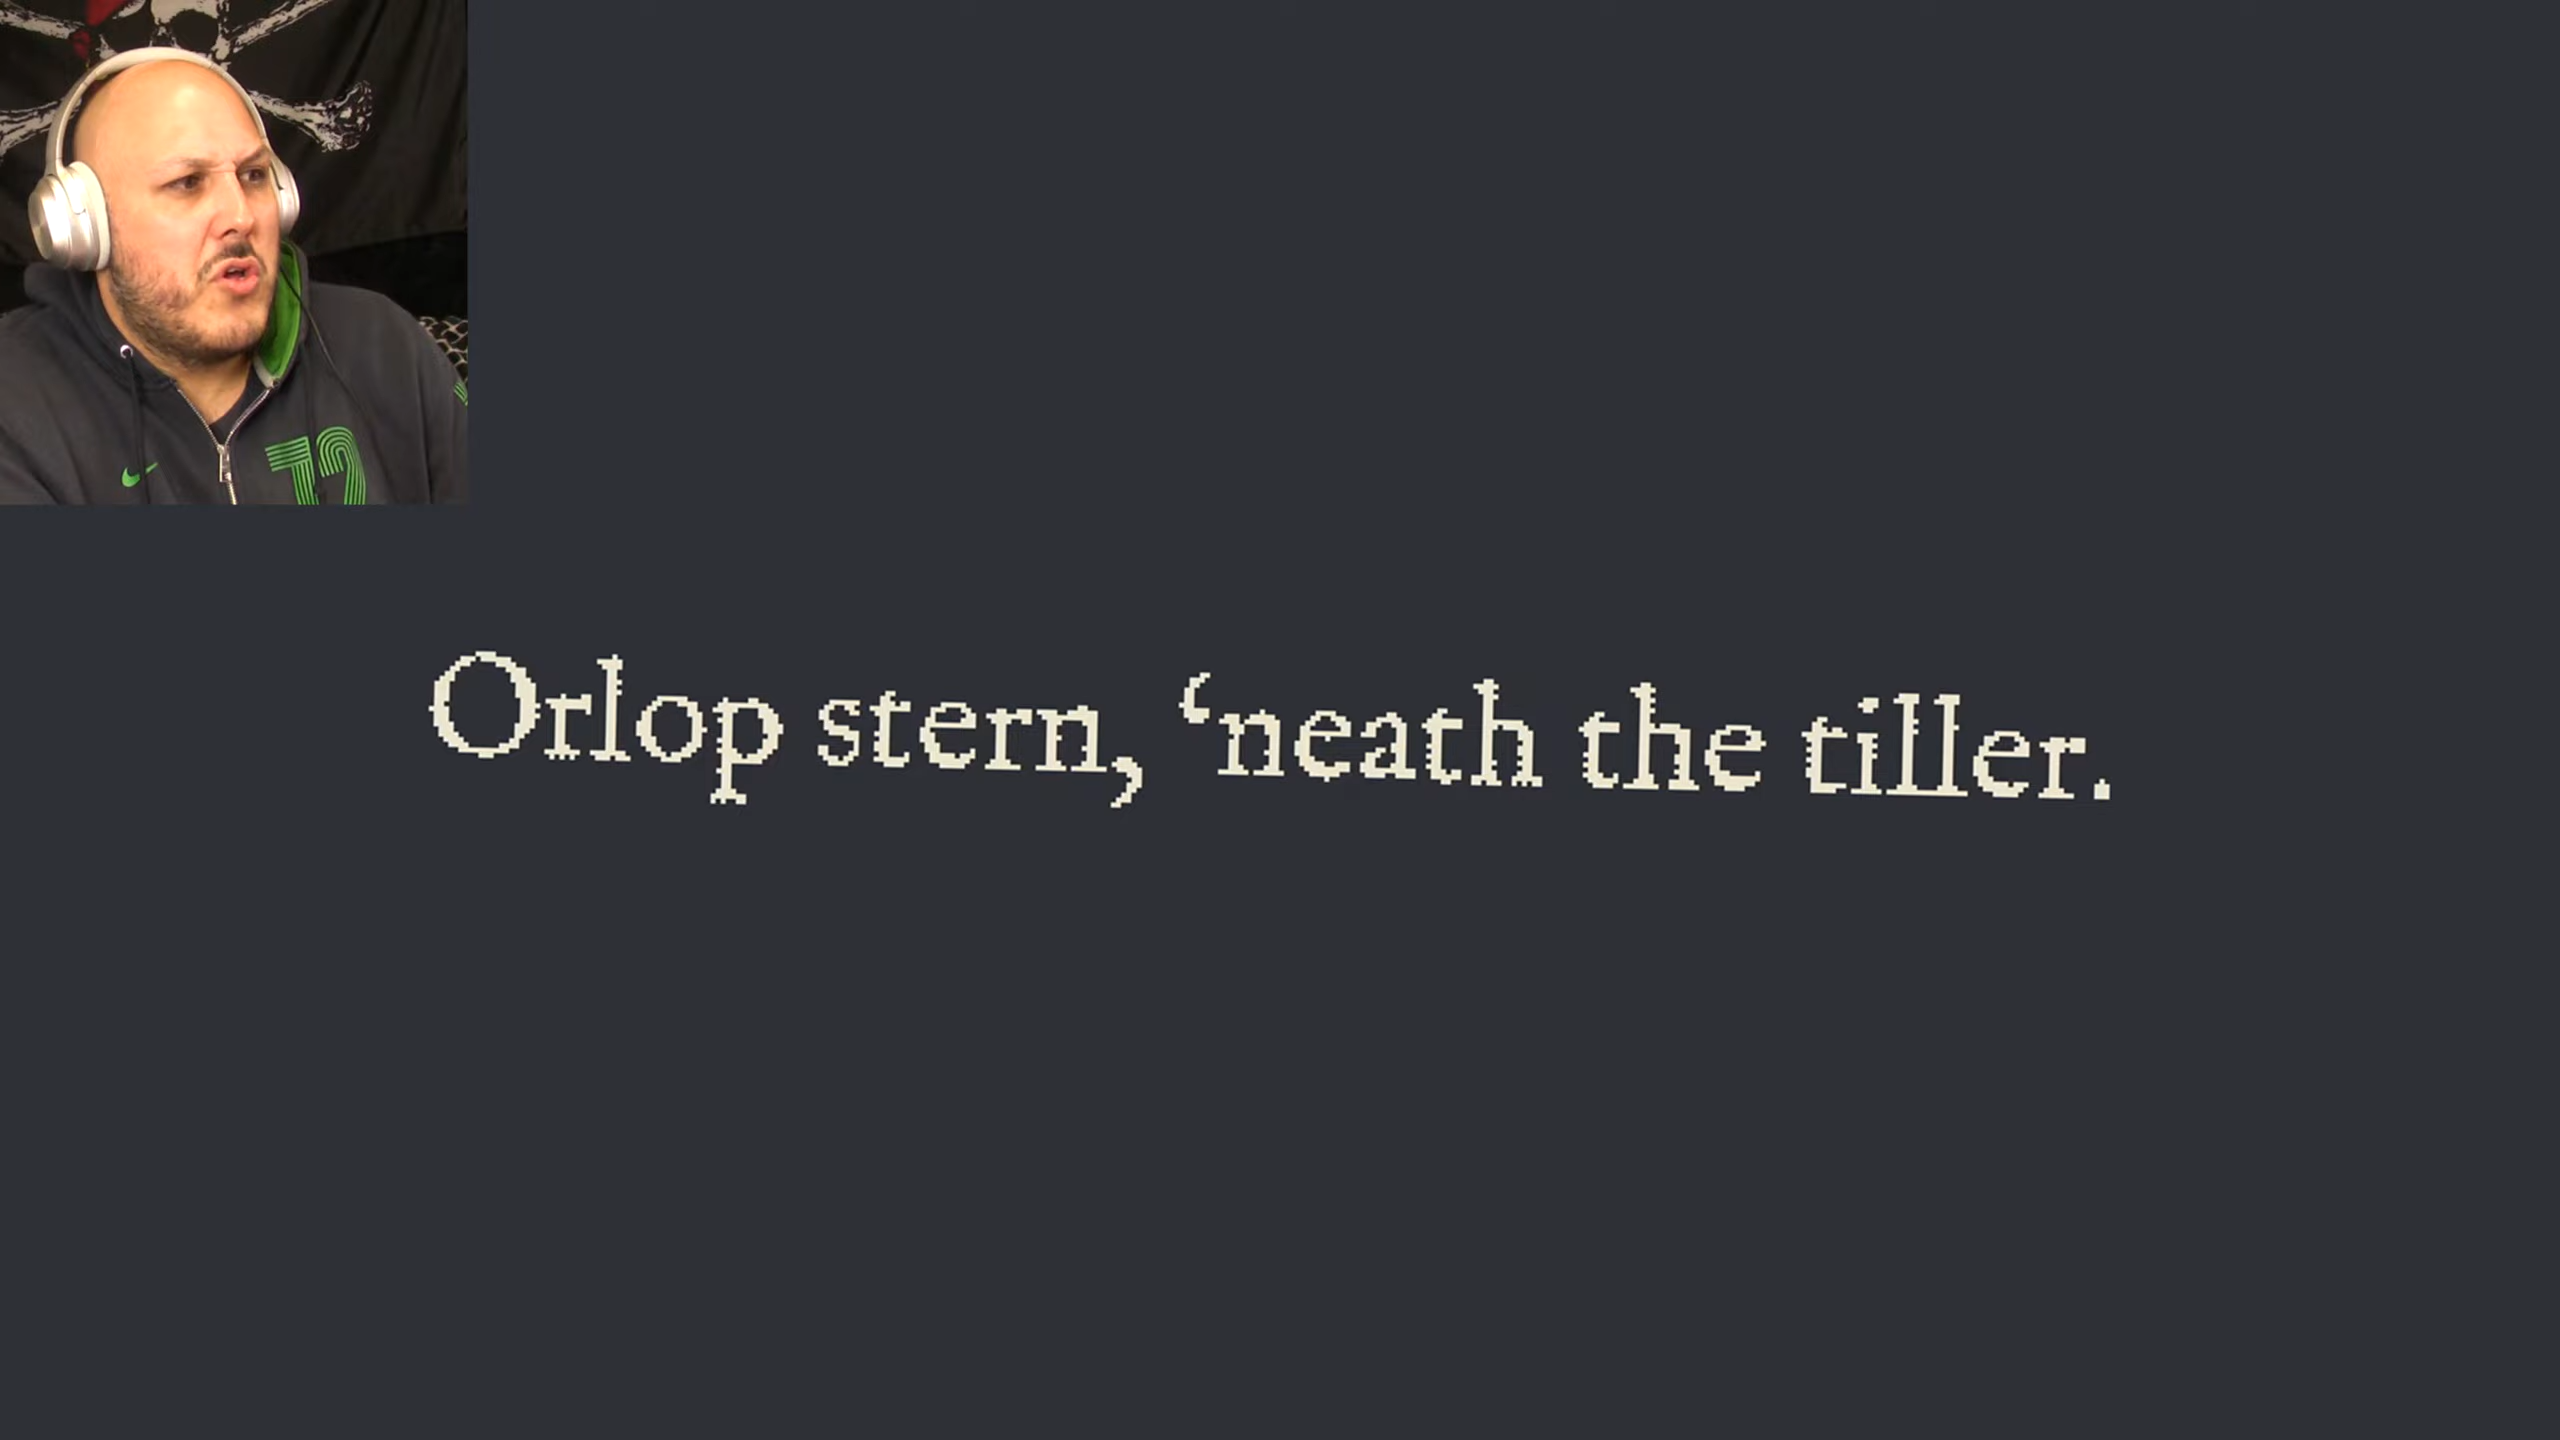 Orlop stern, ‘neath the tiller.